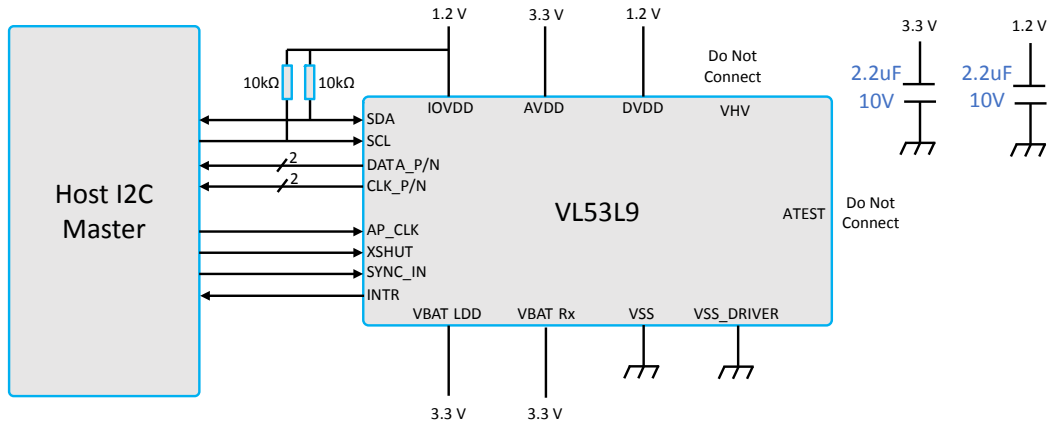 1.2 V
3.3 V
1.2 V
3.3 V
1.2 V
Do Not
Connect
2.2uF
10V
2.2uF
10V
10kΩ
10kΩ
IOVDD
AVDD
DVDD
VHV
SDA
SCL
2
DATA_P/N
2
CLK_P/N
Host I2C
Master
VL53L9
ATEST
Do Not
Connect
AP_CLK
XSHUT
SYNC_IN
INTR
VBAT LDD
VBAT Rx
VSS
VSS_DRIVER
3.3 V
3.3 V